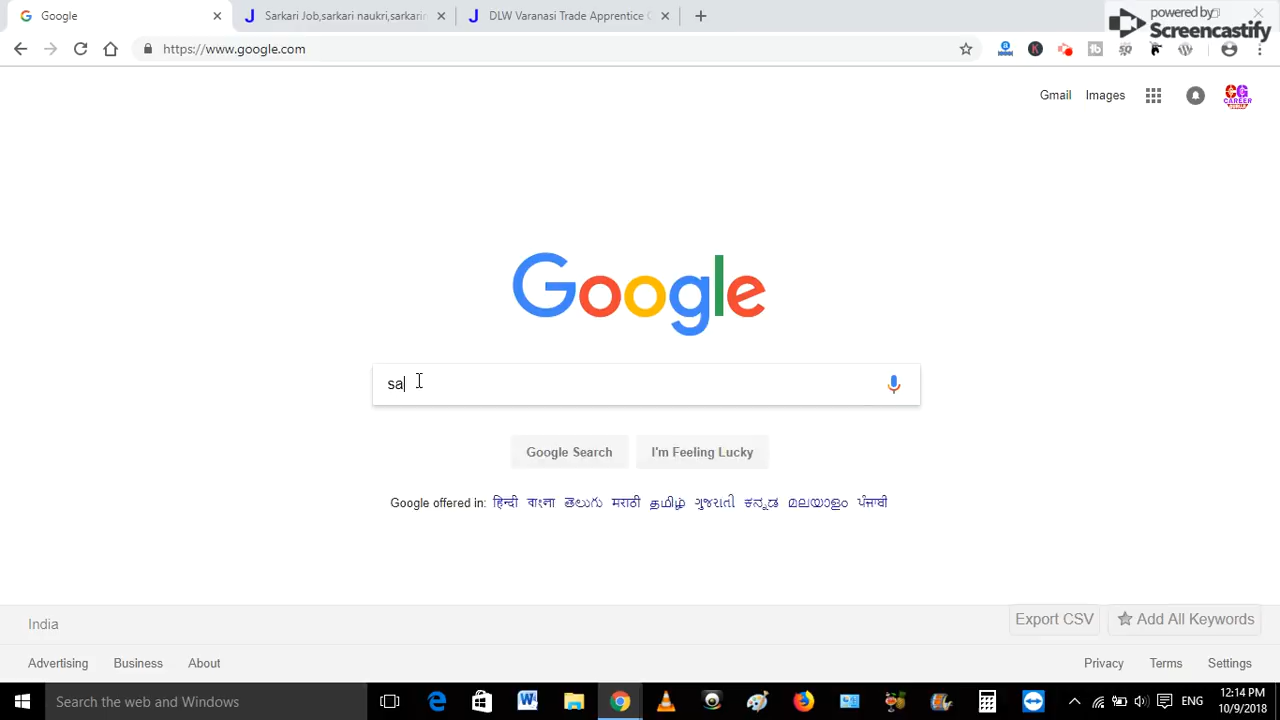 Google
Sarkari Job,sarkari naukri,sarkarir
DLW Varanasi Trade Apprentice
powered by
Screencastify
https://www.google.com
Gmail
Images
CG
CAREER
Google
sa
Google Search
I'm Feeling Lucky
Google offered in: हिन्दी বাংলা తెలుగు मराठी தமிழ் ગુજરાતી ಕನ್ನಡ മലയാളം ਪੰਜਾਬੀ
India
Export CSV
Add All Keywords
Advertising
Business
About
Privacy
Terms
Settings
Search the web and Windows
ENG
12:14 PM
10/9/2018